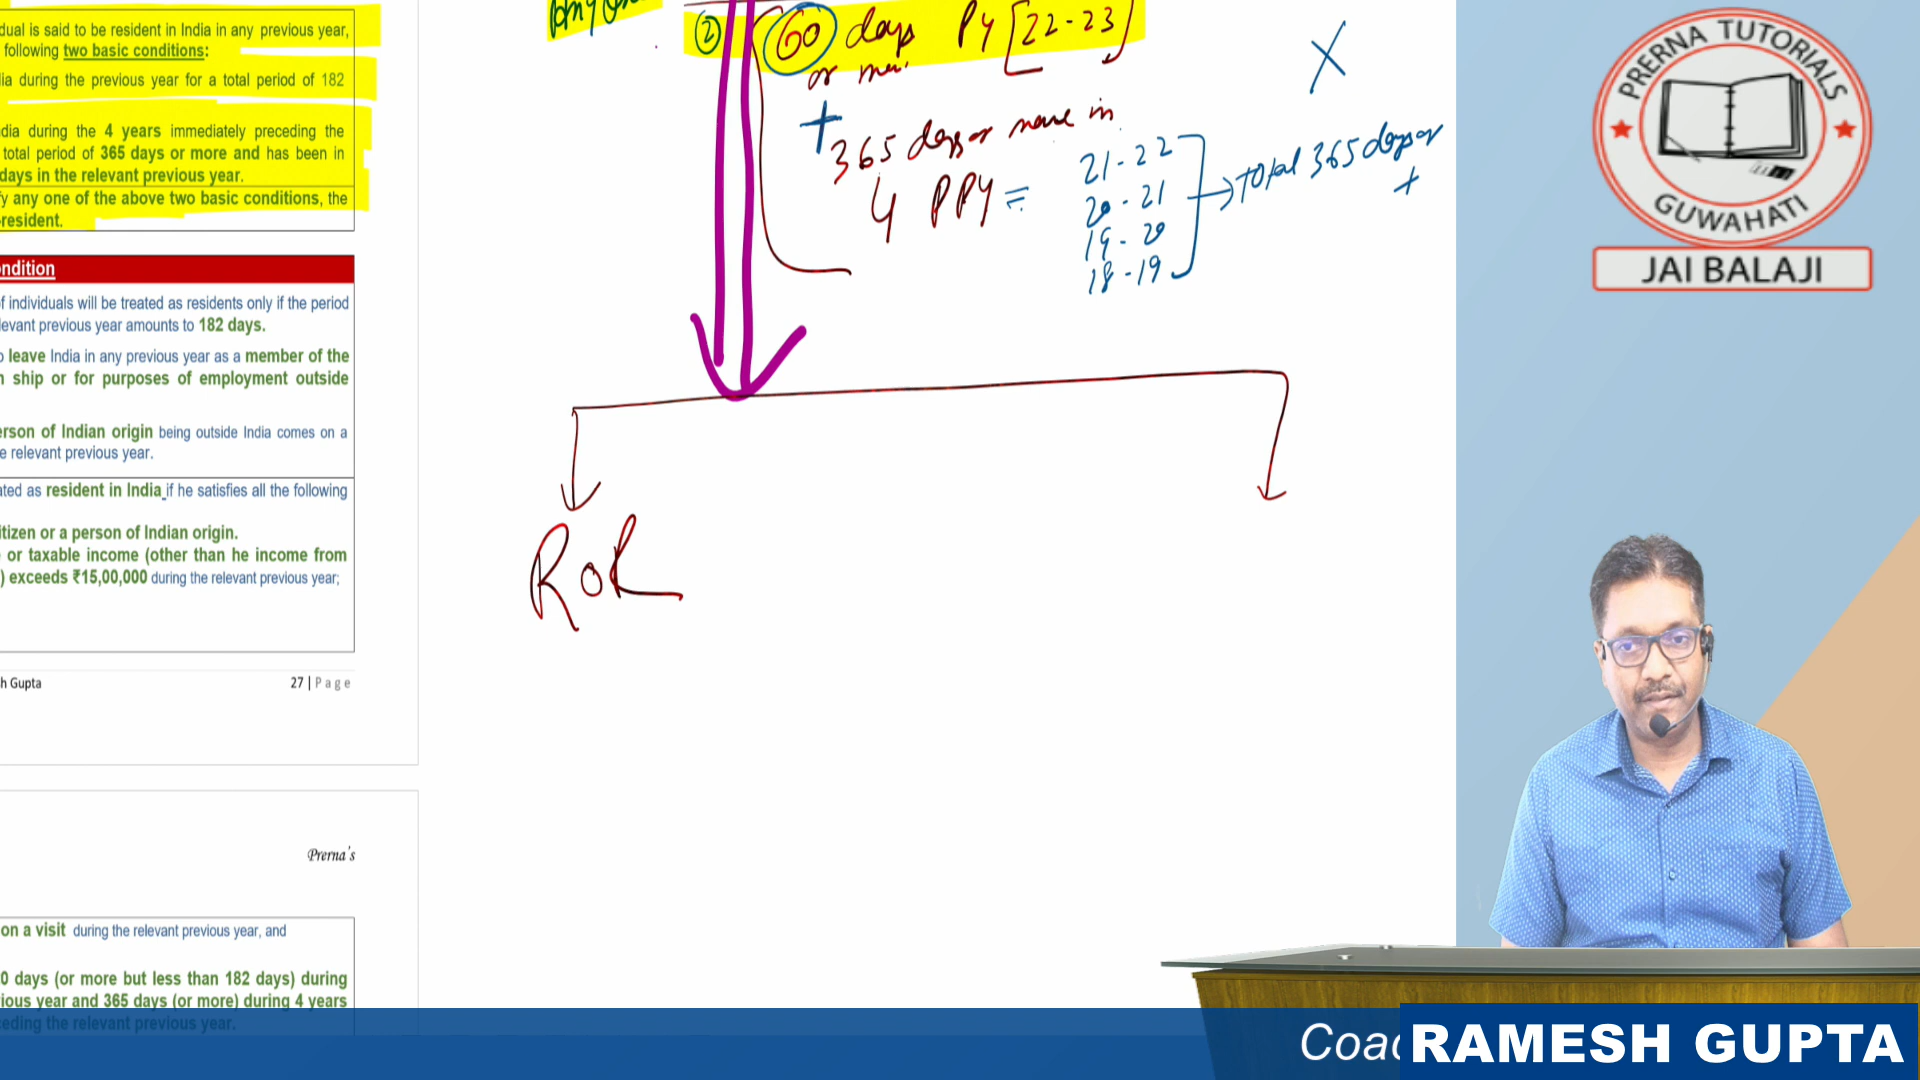 dual is said to be resident in India in any previous year,
following two basic conditions:
ia during the previous year for a total period of 182
dia during the 4 years immediately preceding the
total period of 365 days or more and has been in
days in the relevant previous year.
fy any one of the above two basic conditions, the
-resident.
ondition
of individuals will be treated as residents only if the period
levant previous year amounts to 182 days.
o leave India in any previous year as a member of the
n ship or for purposes of employment outside
erson of Indian origin being outside India comes on a
e relevant previous year.
ated as resident in India if he satisfies all the following
itizen or a person of Indian origin.
or taxable income (other than he income from
) exceeds ₹15,00,000 during the relevant previous year;
h Gupta
27 | Page
Prerna's
on a visit during the relevant previous year, and
0 days (or more but less than 182 days) during
ious year and 365 days (or more) during 4 years
ceding the relevant previous year.
② 60 days PY [22-23]
or
+
365 days or more in
4 PPY =
21-22
20-21
19-20
18-19
Total 365 days or
+
X
ROR
PRERNA TUTORIALS
GUWAHATI
JAI BALAJI
Coac
RAMESH GUPTA